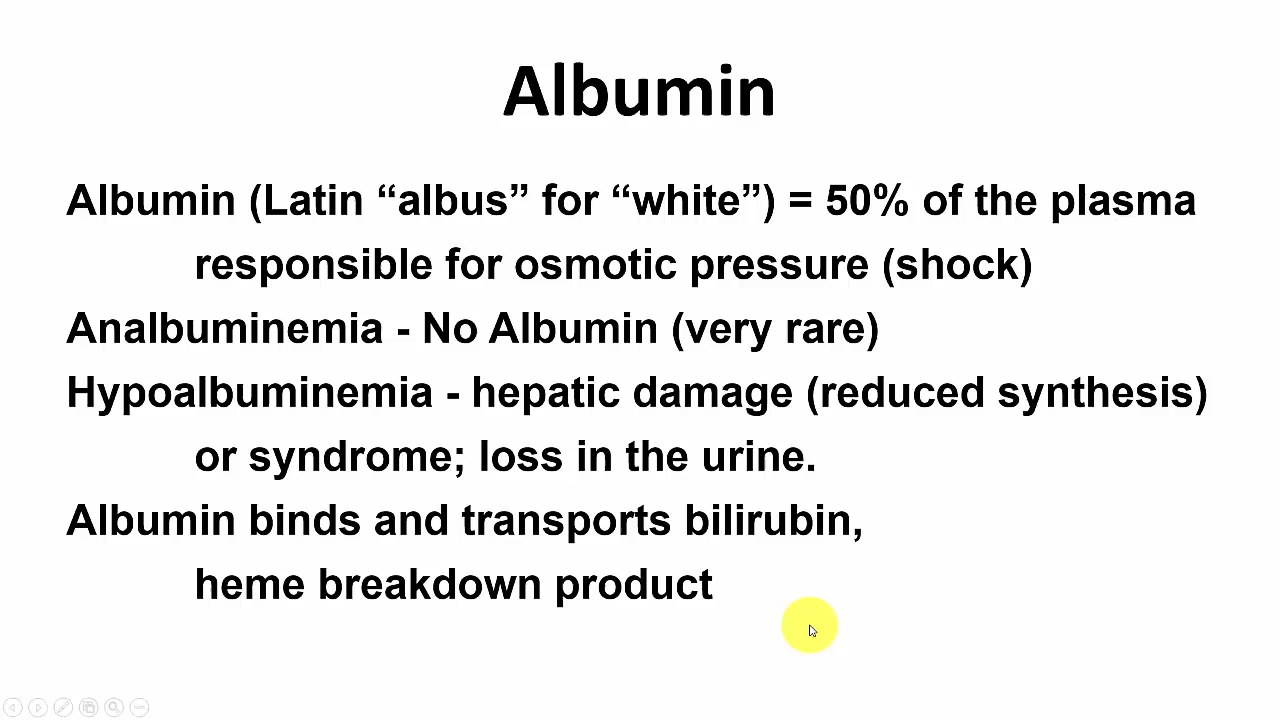 Albumin
Albumin (Latin “albus” for “white”) = 50% of the plasma
responsible for osmotic pressure (shock)
Analbuminemia - No Albumin (very rare)
Hypoalbuminemia - hepatic damage (reduced synthesis)
or syndrome; loss in the urine.
Albumin binds and transports bilirubin,
heme breakdown product